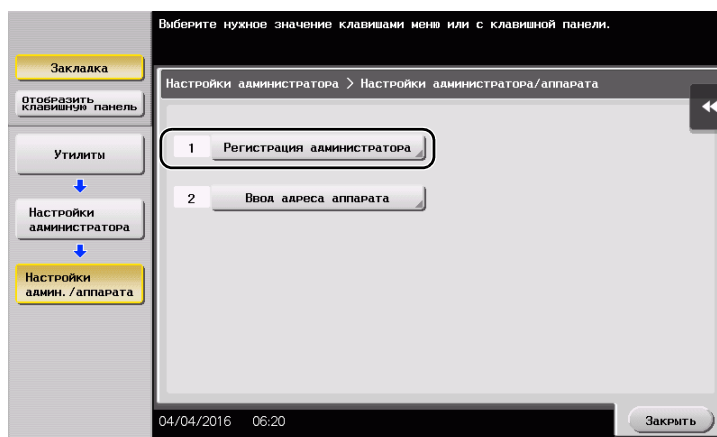 Выберите нужное значение клавишами меню или с клавишной панели.
Закладка
Отобразить
клавишную панель
Утилиты
Настройки
администратора
Настройки
админ./аппарата
Настройки администратора > Настройки администратора/аппарата
1 Регистрация администратора
2 Ввод адреса аппарата
04/04/2016 06:20
Закрыть